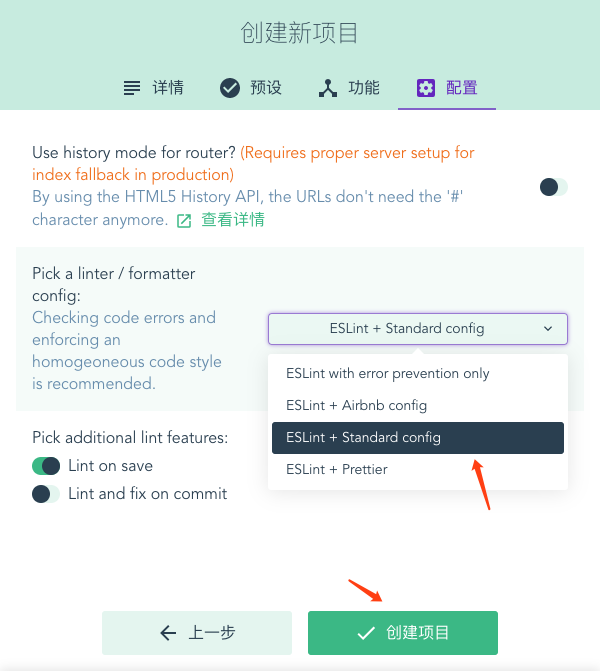 创建新项目
详情
预设
功能
配置
Use history mode for router? (Requires proper server setup for
index fallback in production)
By using the HTML5 History API, the URLs don't need the '#'
character anymore. 查看详情
Pick a linter / formatter
config:
Checking code errors and
enforcing an
homogeoneous code style
is recommended.
ESLint + Standard config
ESLint with error prevention only
ESLint + Airbnb config
ESLint + Standard config
ESLint + Prettier
Pick additional lint features:
Lint on save
Lint and fix on commit
上一步
创建项目